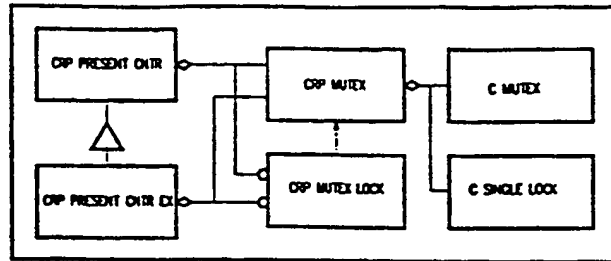 CRP PRESENT CNTR
CRP MUTEX
C MUTEX
CRP PRESENT CNTR EX
CRP MUTEX LOCK
C SINGLE LOCK